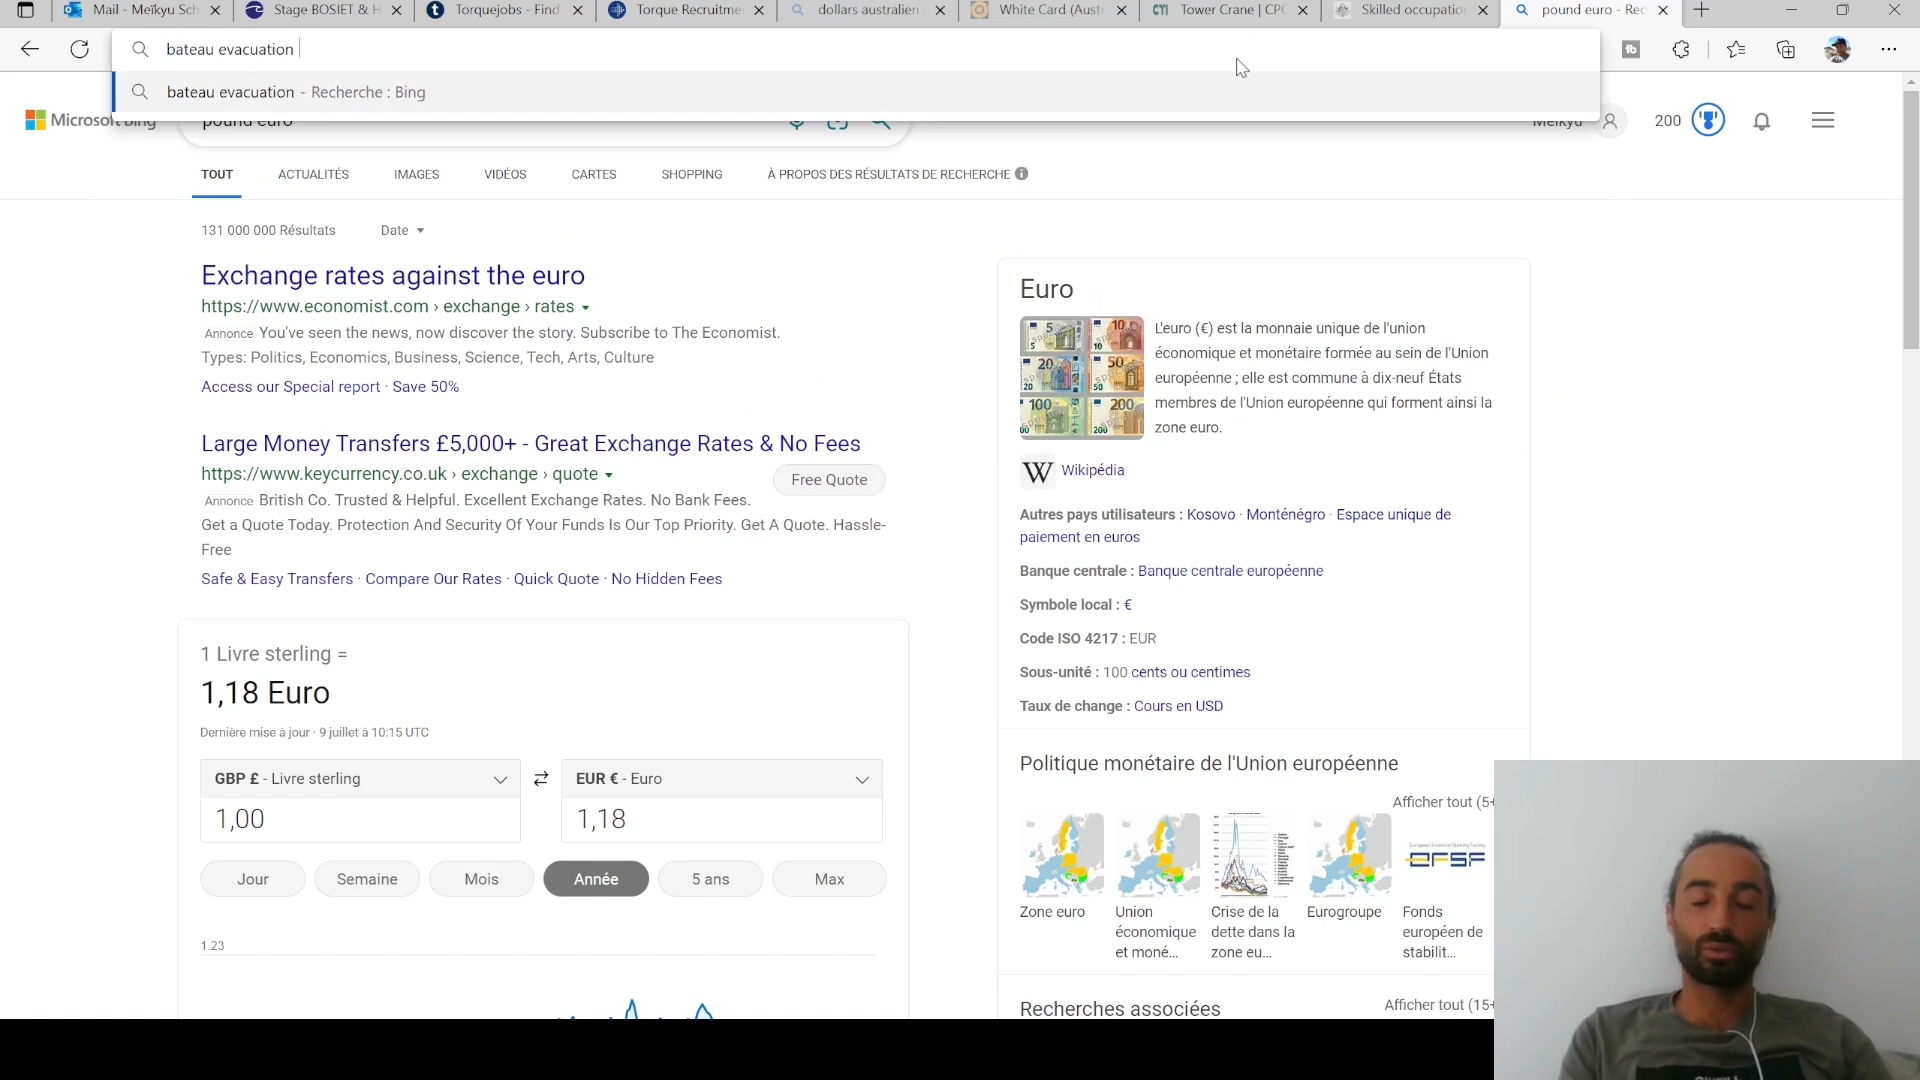 Mail - Meïkyu Sch
Stage BOSIET & H
Torquejobs - Find
Torque Recruitme
dollars australien
White Card (Aust
Tower Crane | CPC
Skilled occupatio
pound euro - Rec
bateau evacuation
bateau evacuation - Recherche : Bing
Microsoft Bing
pound euro
Meïkyu
200
TOUT
ACTUALITÉS
IMAGES
VIDÉOS
CARTES
SHOPPING
À PROPOS DES RÉSULTATS DE RECHERCHE
131 000 000 Résultats
Date
Exchange rates against the euro
https://www.economist.com › exchange › rates
Annonce You've seen the news, now discover the story. Subscribe to The Economist.
Types: Politics, Economics, Business, Science, Tech, Arts, Culture
Access our Special report · Save 50%
Large Money Transfers £5,000+ - Great Exchange Rates & No Fees
https://www.keycurrency.co.uk › exchange › quote
Free Quote
Annonce British Co. Trusted & Helpful. Excellent Exchange Rates. No Bank Fees.
Get a Quote Today. Protection And Security Of Your Funds Is Our Top Priority. Get A Quote. Hassle-
Free
Safe & Easy Transfers · Compare Our Rates · Quick Quote · No Hidden Fees
1 Livre sterling =
1,18 Euro
Dernière mise à jour · 9 juillet à 10:15 UTC
GBP £ - Livre sterling
EUR € - Euro
1,00
1,18
Jour
Semaine
Mois
Année
5 ans
Max
1.23
Euro
L'euro (€) est la monnaie unique de l'union
économique et monétaire formée au sein de l'Union
européenne ; elle est commune à dix-neuf États
membres de l'Union européenne qui forment ainsi la
zone euro.
Wikipédia
Autres pays utilisateurs : Kosovo · Monténégro · Espace unique de
paiement en euros
Banque centrale : Banque centrale européenne
Symbole local : €
Code ISO 4217 : EUR
Sous-unité : 100 cents ou centimes
Taux de change : Cours en USD
Politique monétaire de l'Union européenne
Afficher tout (5+
EFSF
Zone euro
Union
économique
et moné...
Crise de la
dette dans la
zone eu...
Eurogroupe
Fonds
européen de
stabilit...
Recherches associées
Afficher tout (15+